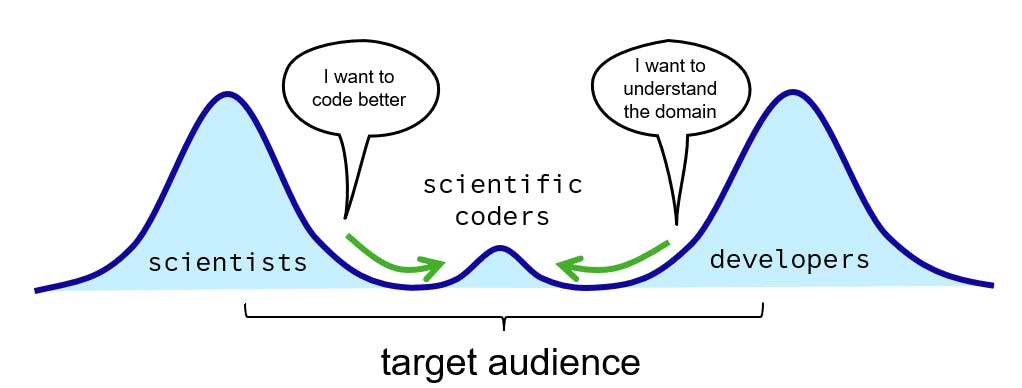 I want to
code better
I want to
understand
the domain
scientific
coders
scientists
developers
target audience